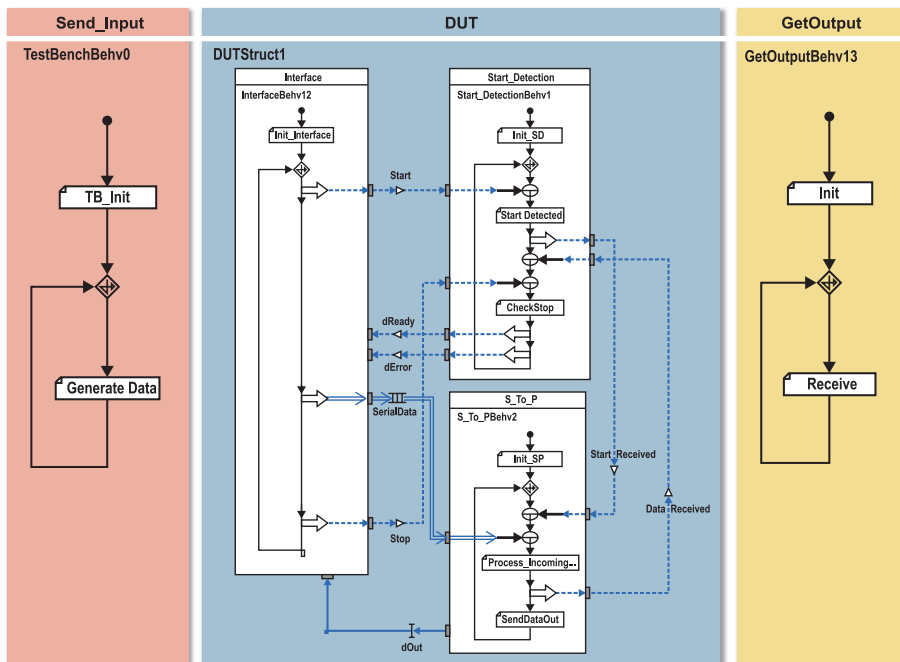 Send_Input
DUT
GetOutput
TestBenchBehv0
DUTStruct1
GetOutputBehv13
Interface
Start_Detection
InterfaceBehv12
Start_DetectionBehv1
Init_Interface
Init_SD
Start
TB_Init
Init
Start Detected
CheckStop
dReady
dError
Generate Data
Receive
SerialData
S_To_P
S_To_PBehv2
Init_SP
Start_Received
Data_Received
Stop
Process_Incoming...
SendDataOut
dOut